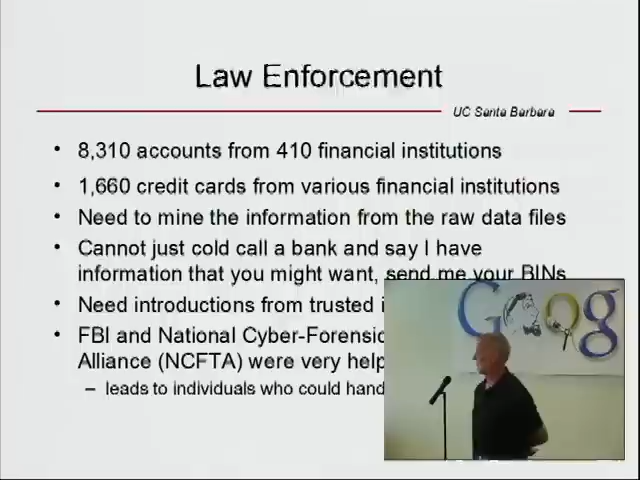 Law Enforcement
UC Santa Barbara
• 8,310 accounts from 410 financial institutions
• 1,660 credit cards from various financial institutions
• Need to mine the information from the raw data files
• Cannot just cold call a bank and say I have
information that you might want, send me your BINs
• Need introductions from trusted
• FBI and National Cyber-Forensic
Alliance (NCFTA) were very help
– leads to individuals who could hand
Goog